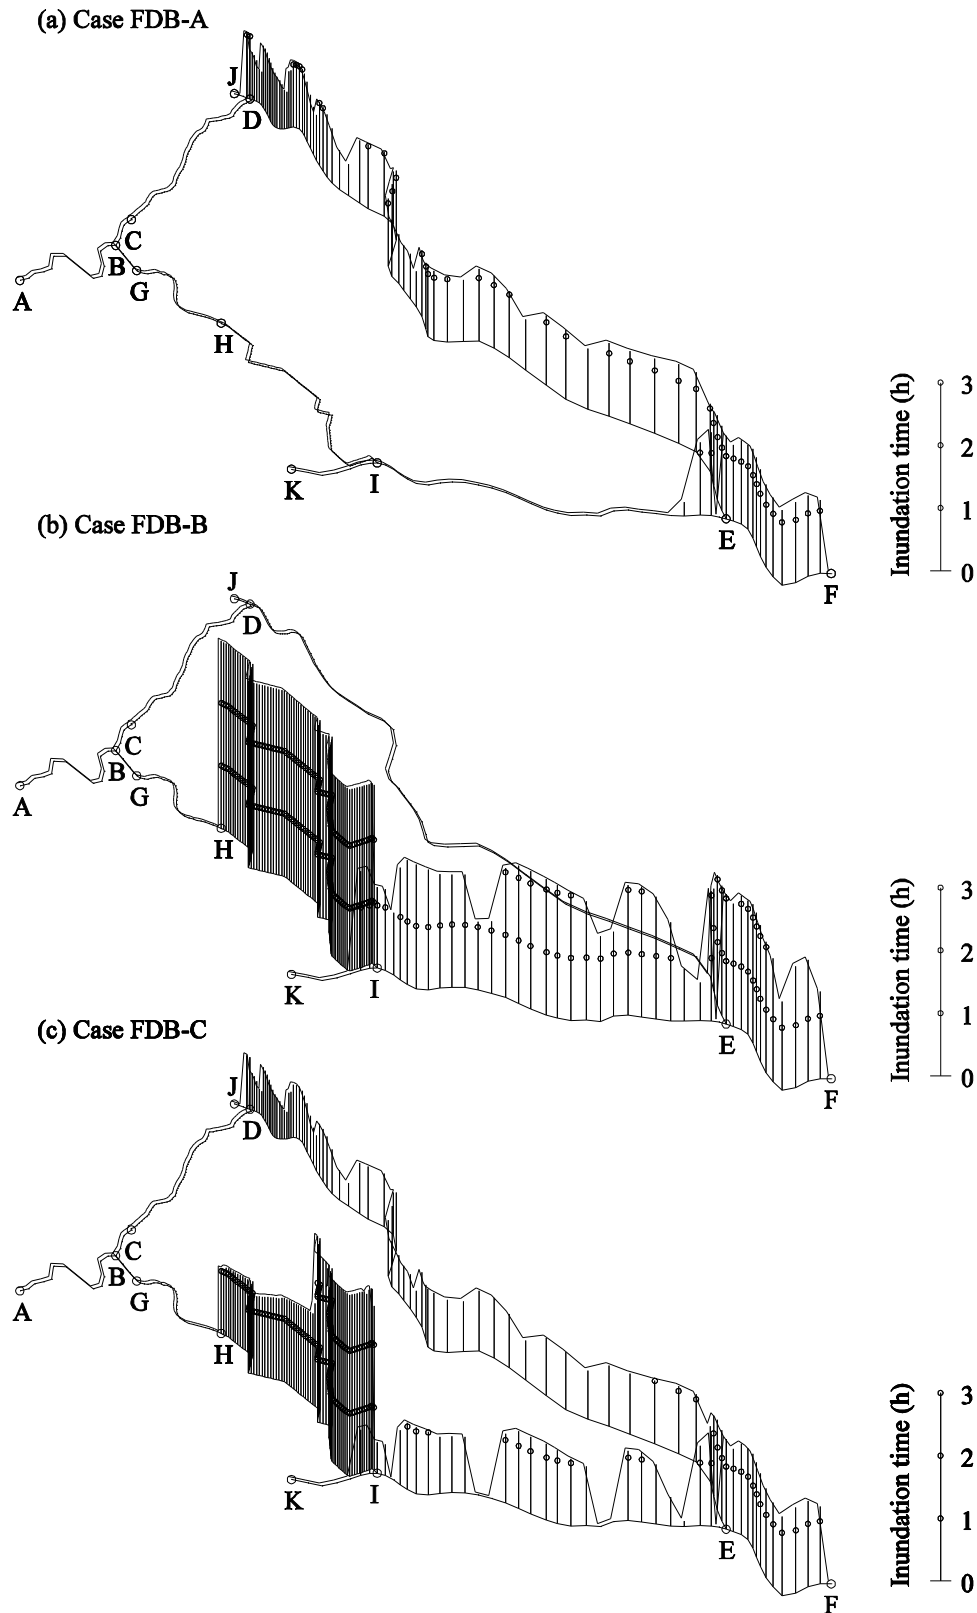 (a) Case FDB-A
J
D
C
B
G
A
H
K
I
E
F
Inundation time (h)
3
2
1
0
(b) Case FDB-B
J
D
C
B
G
A
H
K
I
E
F
Inundation time (h)
3
2
1
0
(c) Case FDB-C
J
D
C
B
G
A
H
K
I
E
F
Inundation time (h)
3
2
1
0